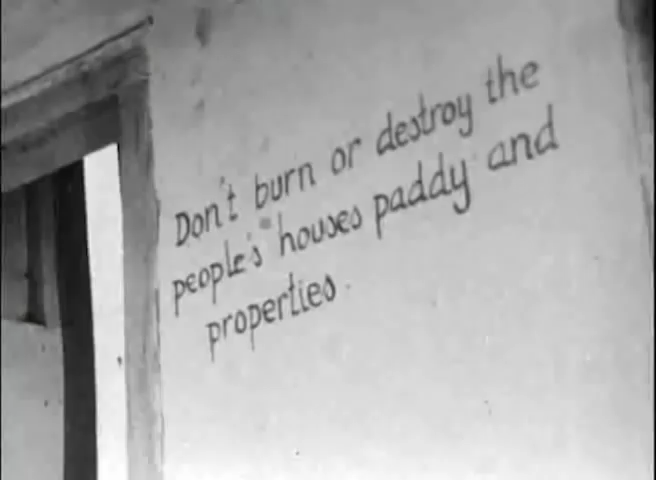 Don't burn or destroy the
people's houses paddy and
properties.